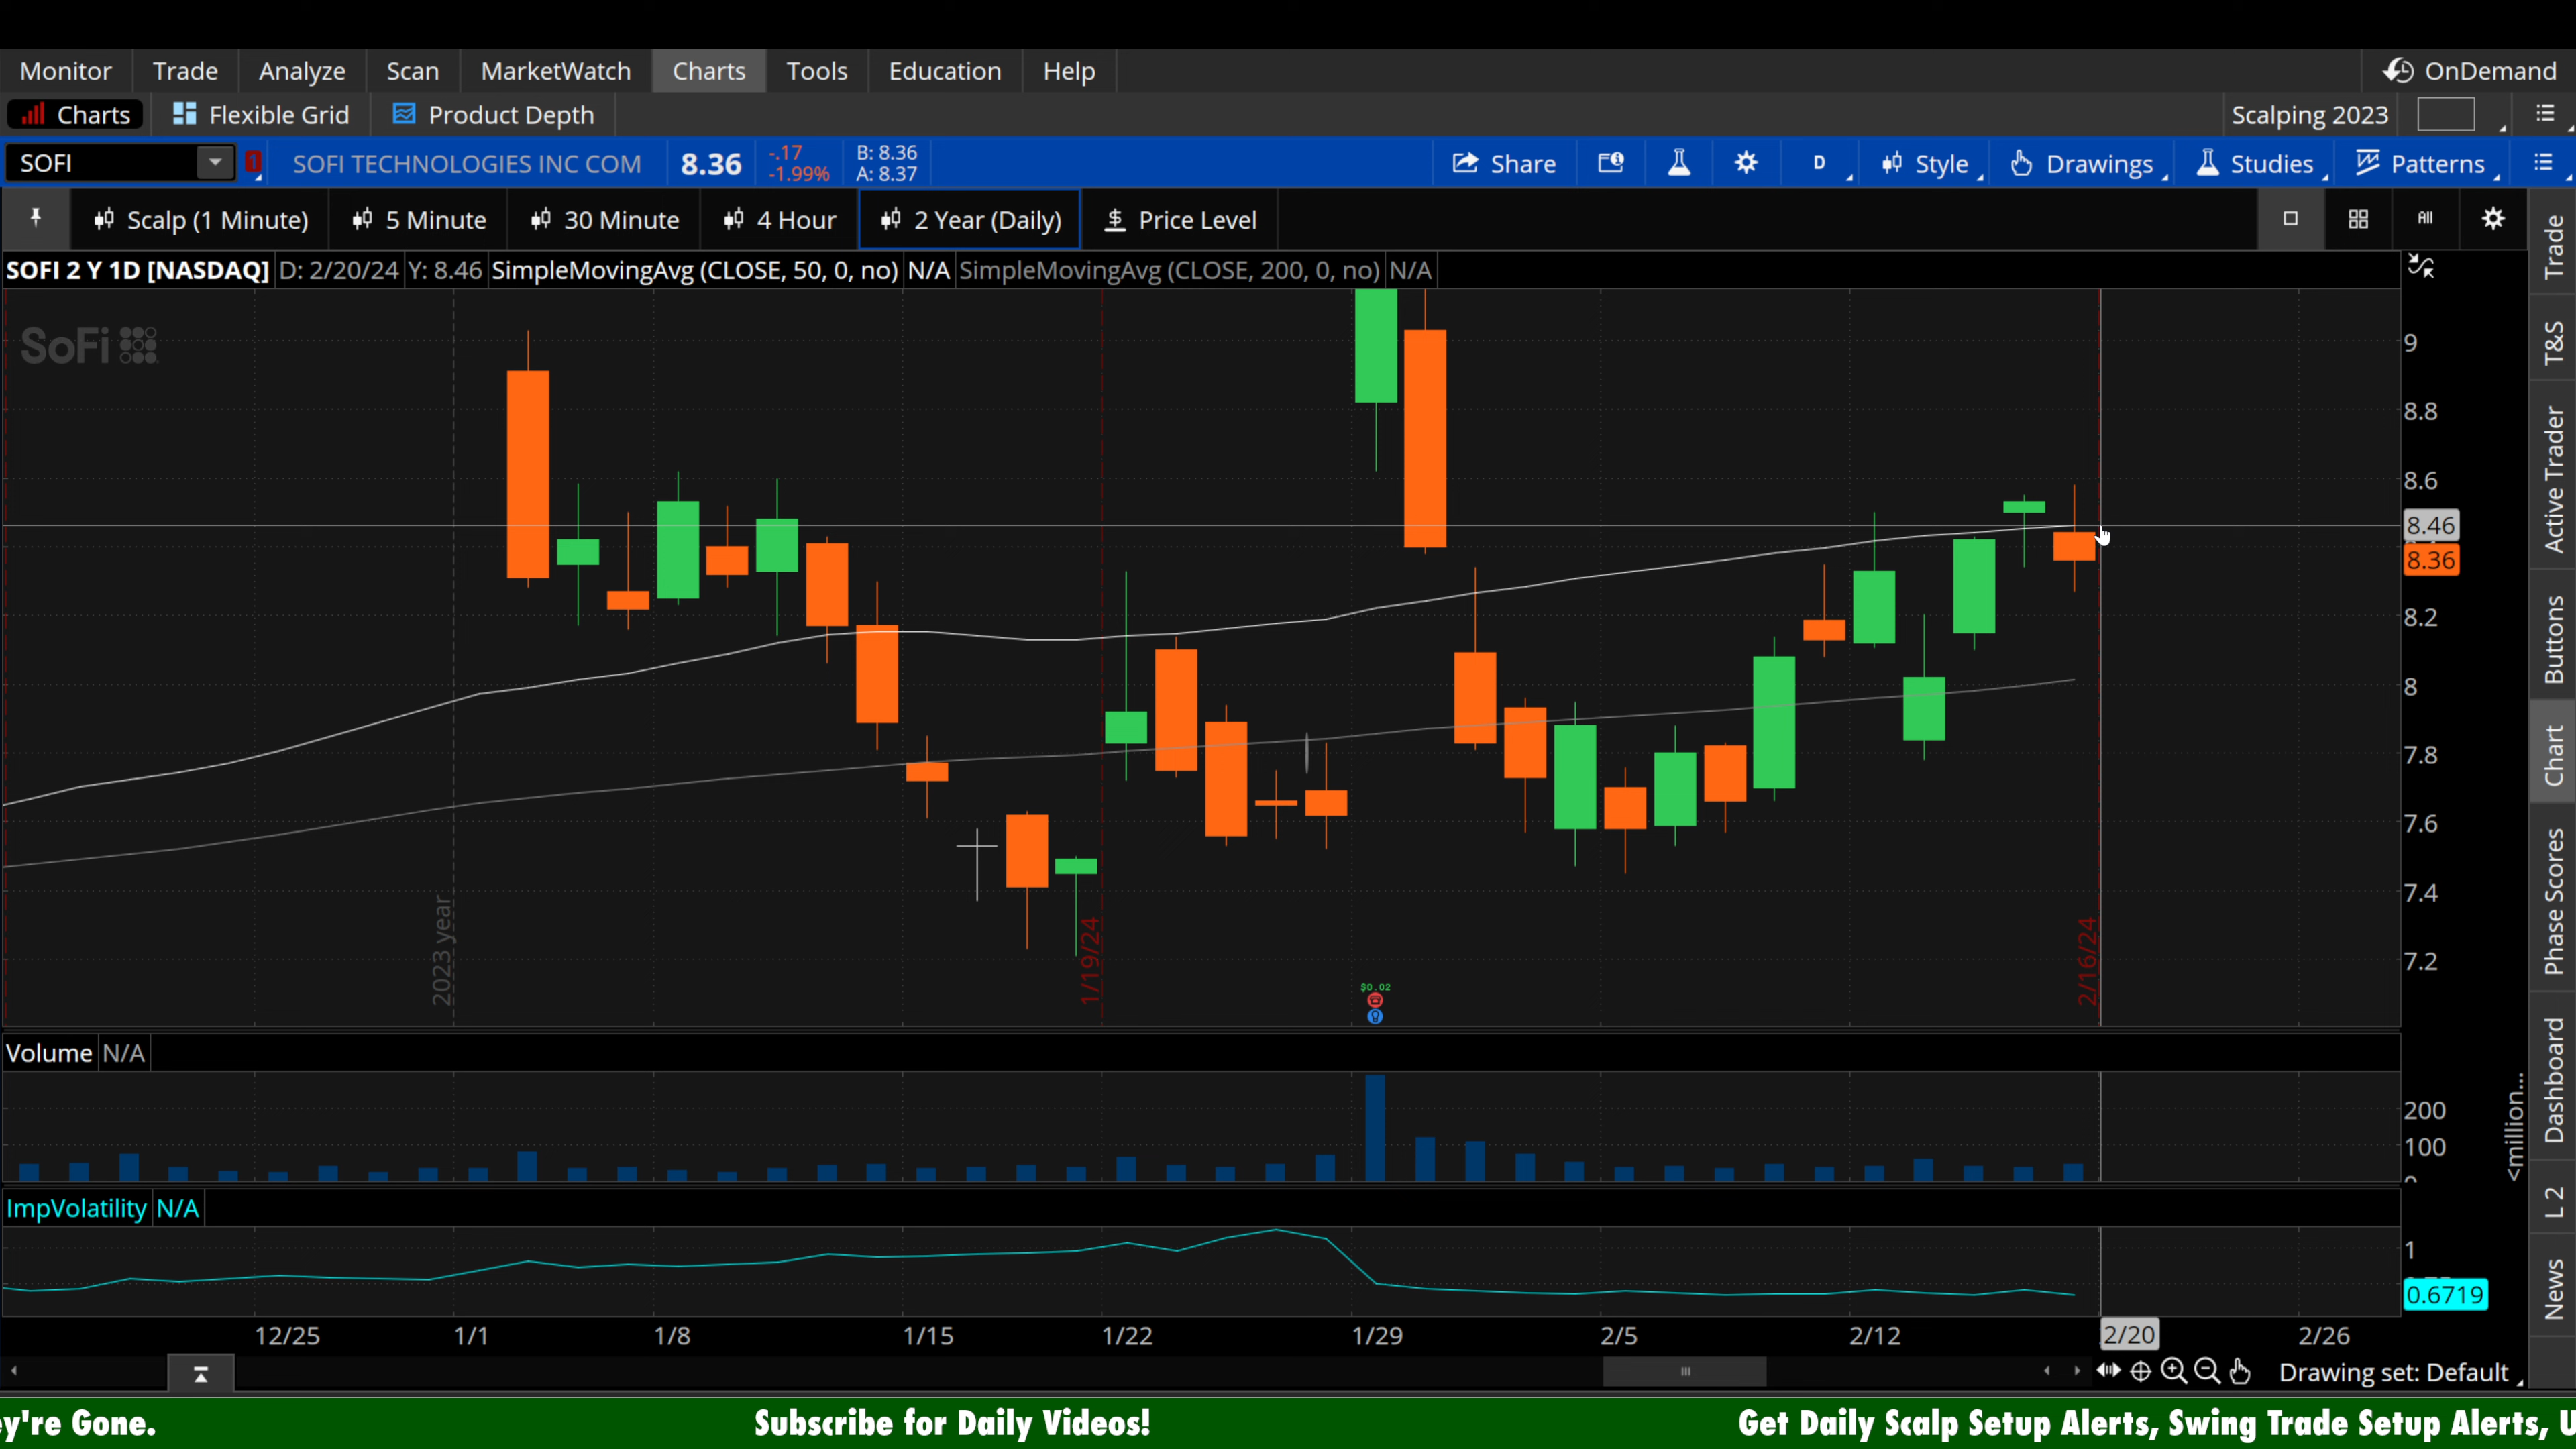 Monitor Trade Analyze Scan MarketWatch Charts Tools Education Help OnDemand
Charts Flexible Grid Product Depth Scalping 2023
SOFI 1 SOFI TECHNOLOGIES INC COM 8.36 -.17 B: 8.36 Share D Style Drawings Studies Patterns
-1.99% A: 8.37
Scalp (1 Minute) 5 Minute 30 Minute 4 Hour 2 Year (Daily) $ Price Level All
SOFI 2 Y 1D [NASDAQ] D: 2/20/24 Y: 8.46 SimpleMovingAvg (CLOSE, 50, 0, no) N/A SimpleMovingAvg (CLOSE, 200, 0, no) N/A
SoFi
9
8.8
8.6
8.46
8.36
8.2
8
7.8
7.6
7.4
7.2
2023 year
1/19/24
2/16/24
$0.02
Volume N/A
200
100
<million...
ImpVolatility N/A
1
0.6719
12/25 1/1 1/8 1/15 1/22 1/29 2/5 2/12 2/20 2/26
Drawing set: Default
Trade
T&S
Active Trader
Buttons
Chart
Phase Scores
Dashboard
L 2
News
ey're Gone. Subscribe for Daily Videos! Get Daily Scalp Setup Alerts, Swing Trade Setup Alerts, U